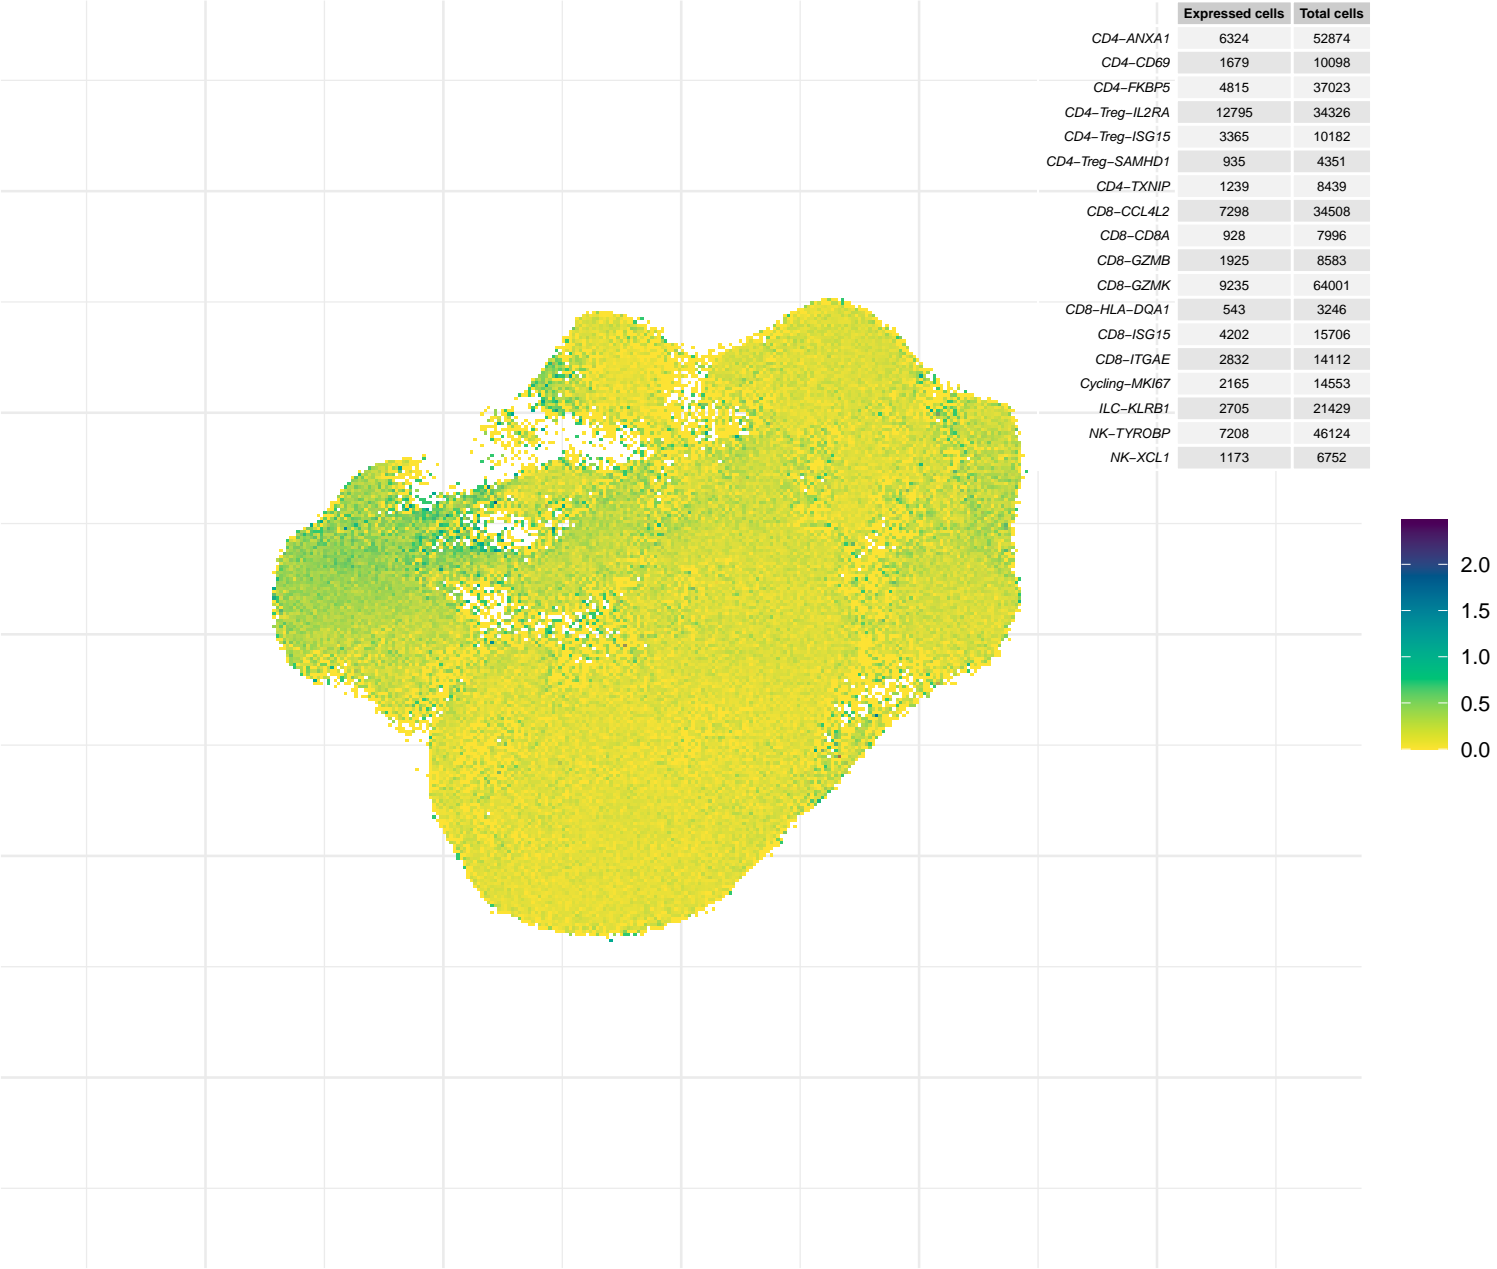 Expressed cells Total cells
CD4−ANXA1 6324 52874
CD4−CD69 1679 10098
CD4−FKBP5 4815 37023
CD4−Treg−IL2RA 12795 34326
CD4−Treg−ISG15 3365 10182
CD4−Treg−SAMHD1 935 4351
CD4−TXNIP 1239 8439
CD8−CCL4L2 7298 34508
CD8−CD8A 928 7996
CD8−GZMB 1925 8583
CD8−GZMK 9235 64001
CD8−HLA−DQA1 543 3246
CD8−ISG15 4202 15706
CD8−ITGAE 2832 14112
Cycling−MKI67 2165 14553
ILC−KLRB1 2705 21429
NK−TYROBP 7208 46124
NK−XCL1 1173 6752
2.0
1.5
1.0
0.5
0.0